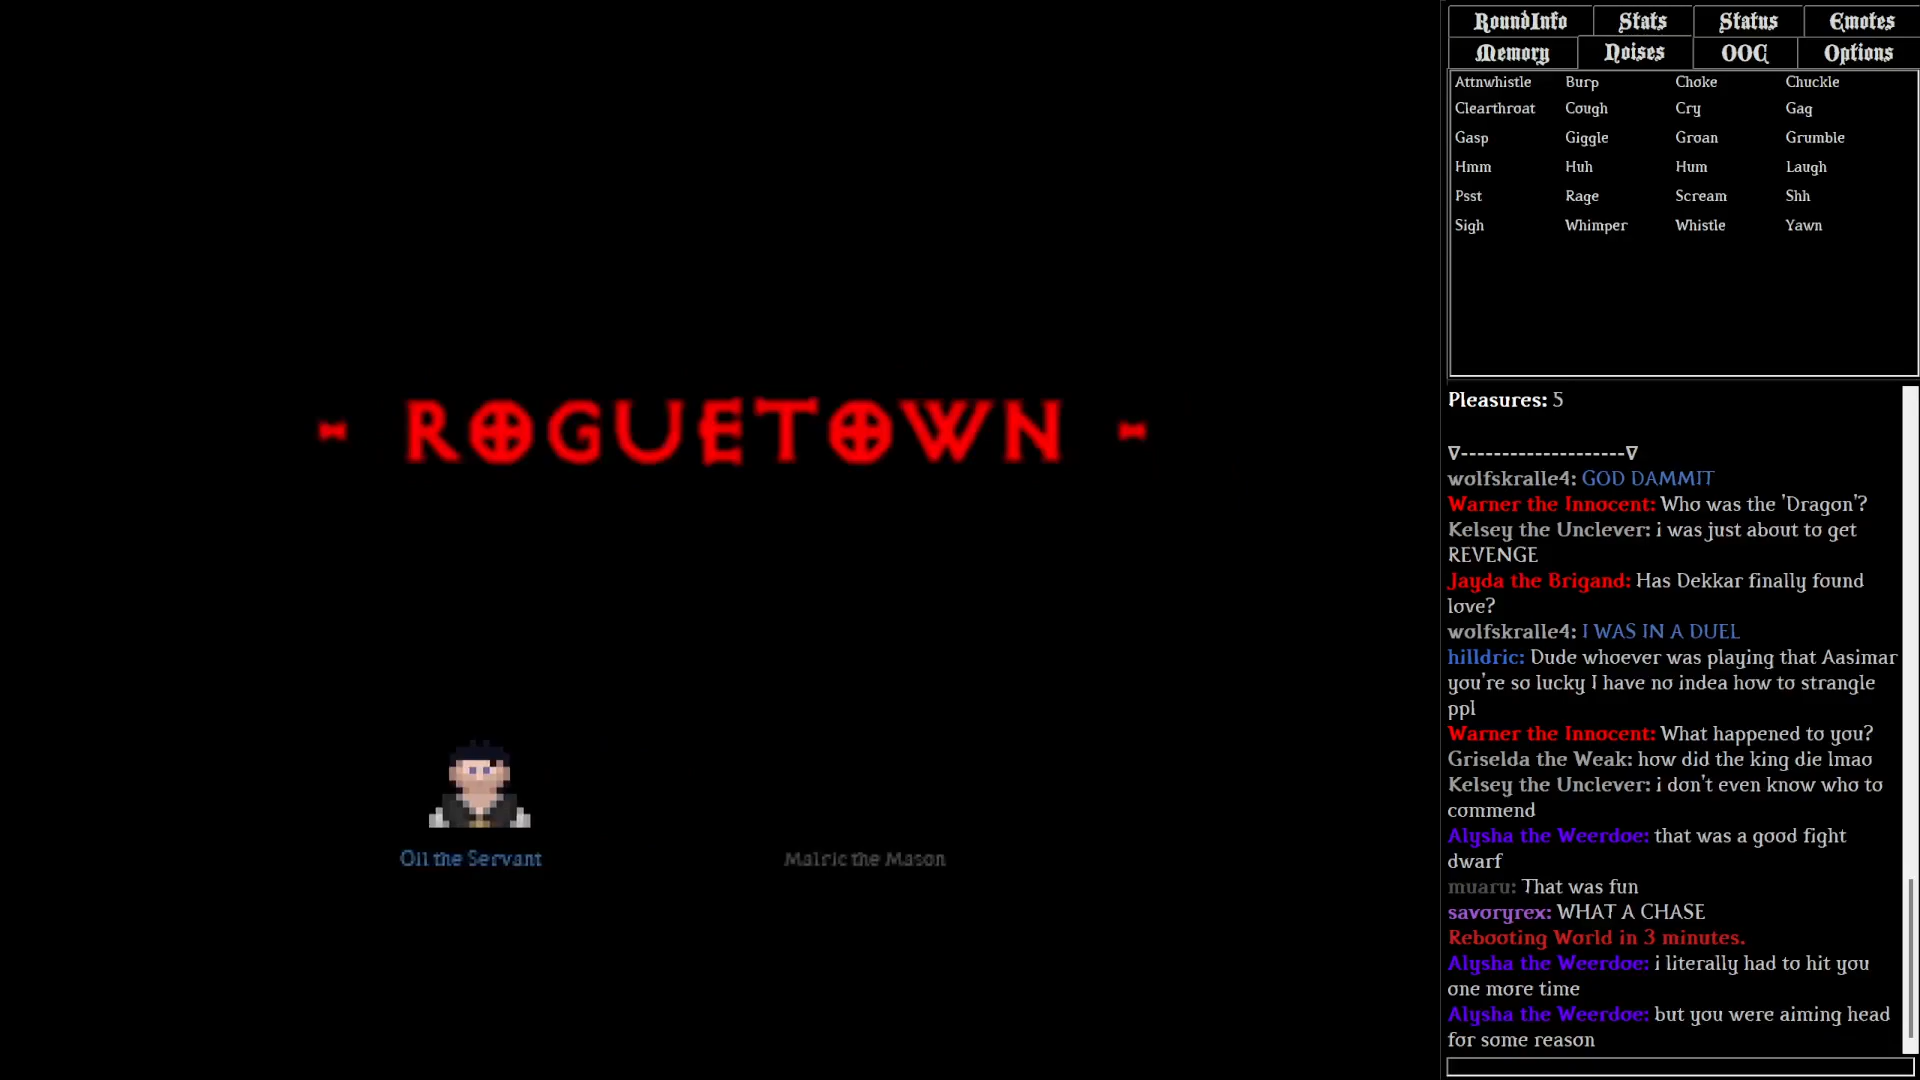 RoundInfo Stats Status Emotes
Memory Noises OOC Options
Attnwhistle Burp Choke Chuckle
Clearthroat Cough Cry Gag
Gasp Giggle Groan Grumble
Hmm Huh Hum Laugh
Psst Rage Scream Shh
Sigh Whimper Whistle Yawn
- ROGUETOWN -
Oil the Servant
Malric the Mason
Pleasures: 5
∇--------------------∇
wolfskralle4: GOD DAMMIT
Warner the Innocent: Who was the 'Dragon'?
Kelsey the Unclever: i was just about to get
REVENGE
Jayda the Brigand: Has Dekkar finally found
love?
wolfskralle4: I WAS IN A DUEL
hilldric: Dude whoever was playing that Aasimar
you're so lucky I have no indea how to strangle
ppl
Warner the Innocent: What happened to you?
Griselda the Weak: how did the king die lmao
Kelsey the Unclever: i don't even know who to
commend
Alysha the Weerdoe: that was a good fight
dwarf
muaru: That was fun
savoryrex: WHAT A CHASE
Rebooting World in 3 minutes.
Alysha the Weerdoe: i literally had to hit you
one more time
Alysha the Weerdoe: but you were aiming head
for some reason